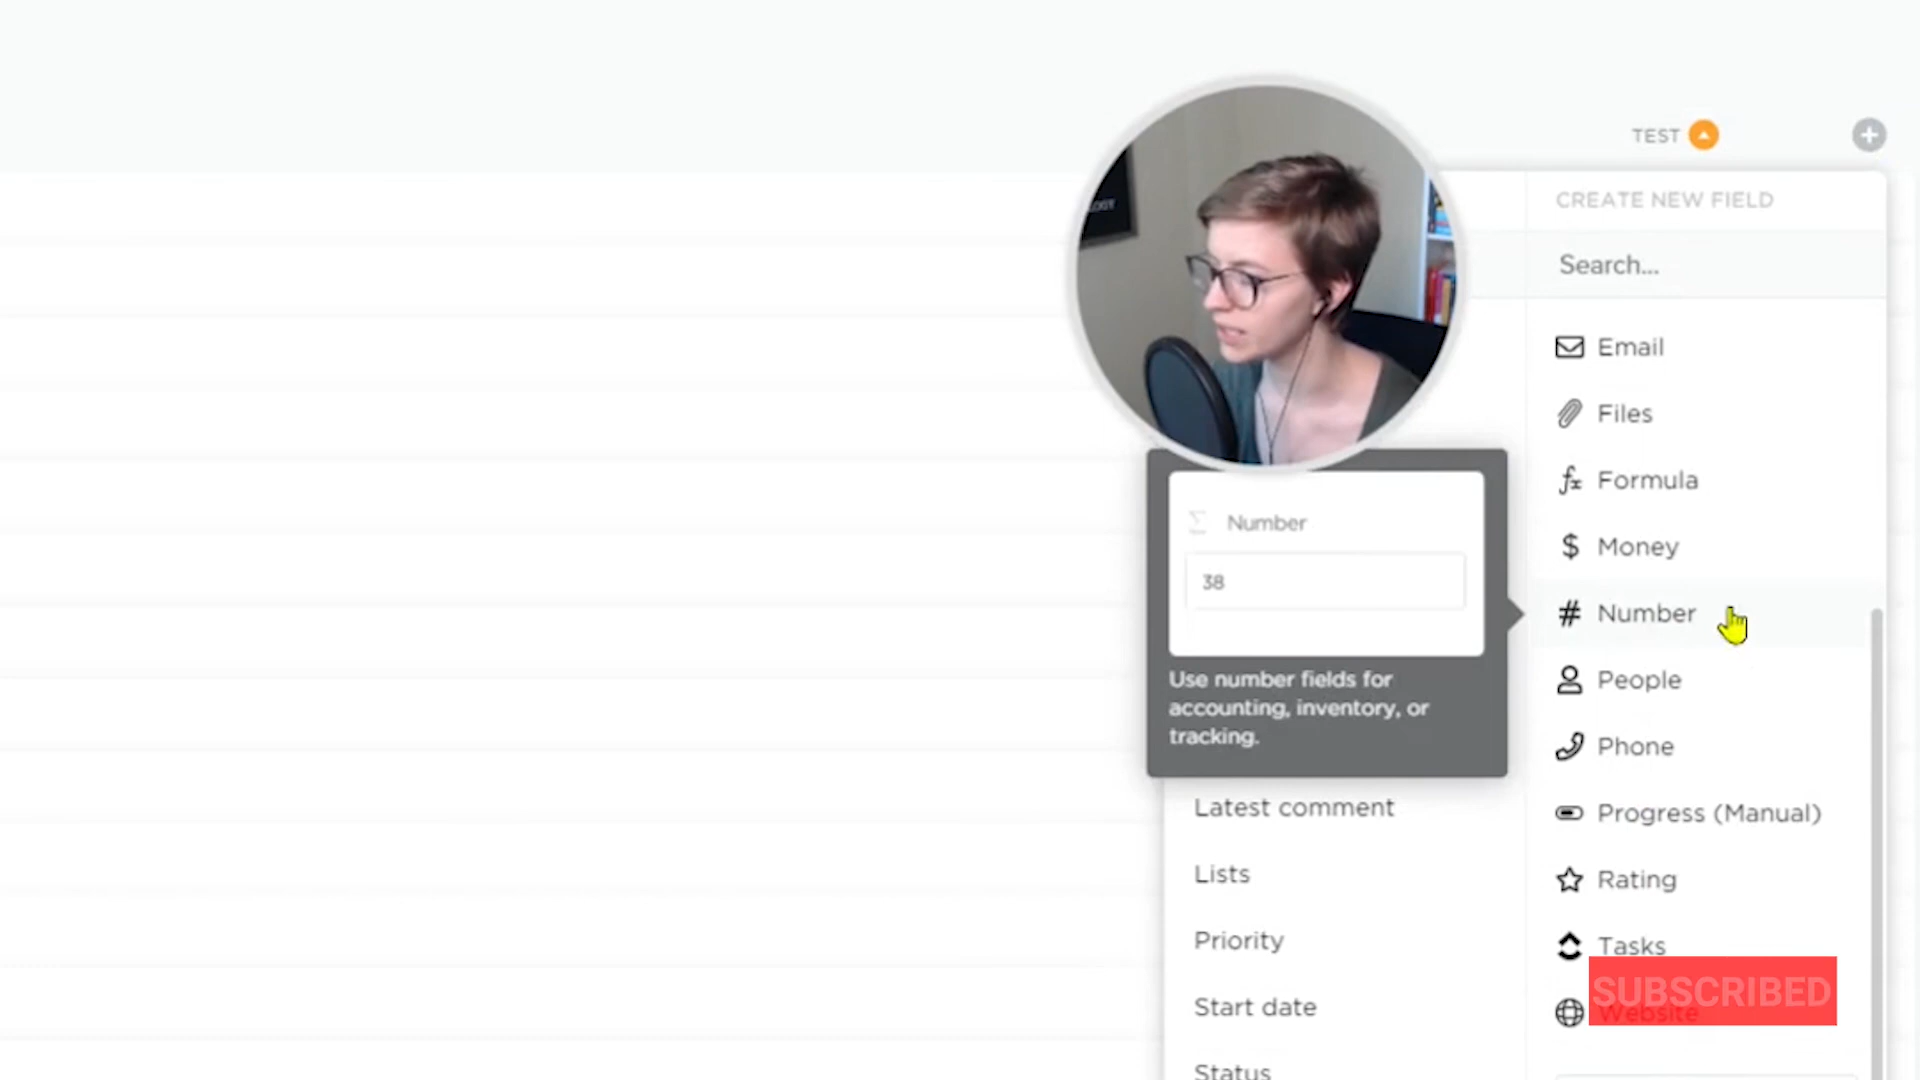 TEST
CREATE NEW FIELD
Search...
Email
Files
Formula
Money
Number
People
Phone
Progress (Manual)
Rating
Tasks
Website
SUBSCRIBED
Number
38
Use number fields for
accounting, inventory, or
tracking.
Latest comment
Lists
Priority
Start date
Status